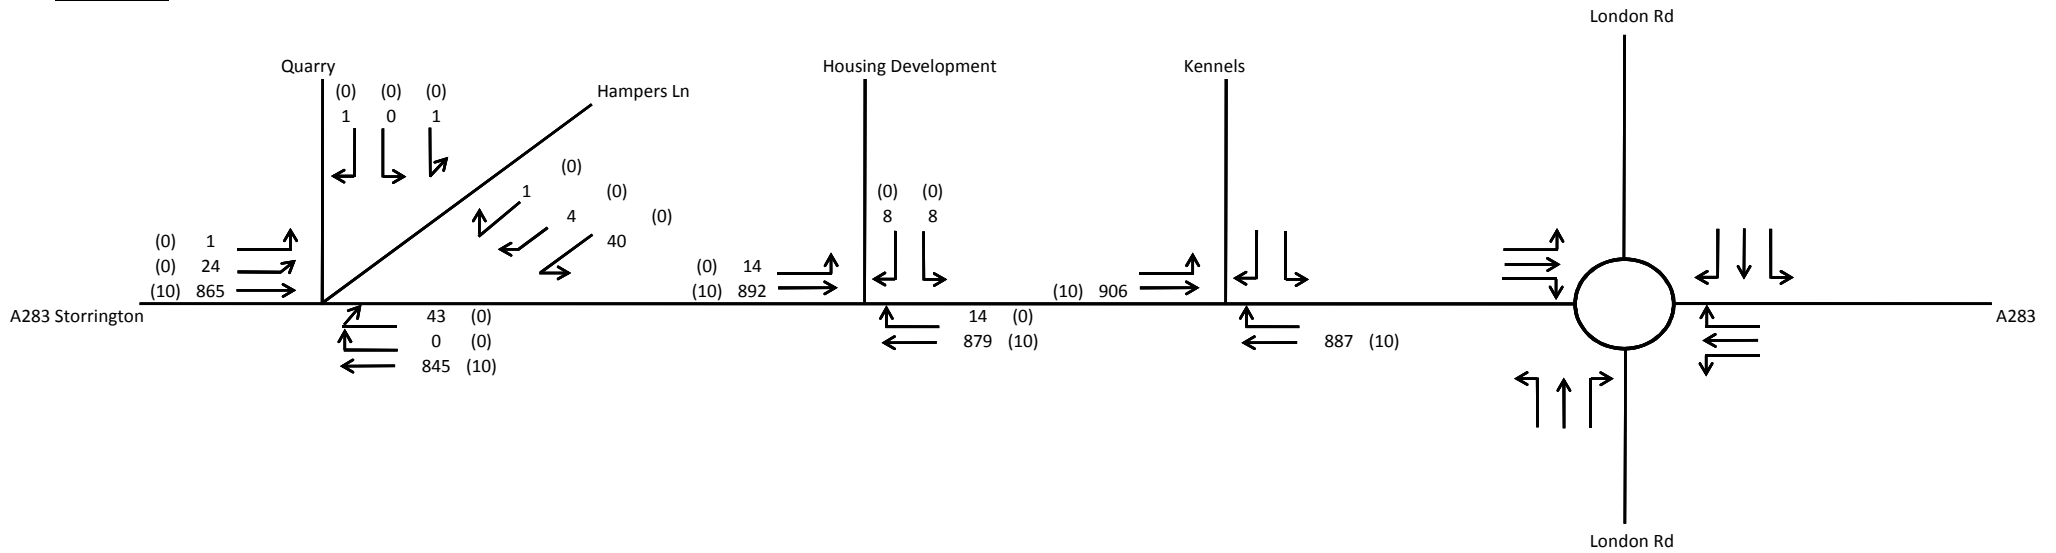 London Rd
Quarry
Housing Development
Kennels
Hampers Ln
(0) (0) (0)
1 0 1
(0)
1 (0)
4 (0)
40
(0) (0)
8 8
(0) 1
(0) 24
(10) 865
(0) 14
(10) 892
(10) 906
A283 Storrington
43 (0)
0 (0)
845 (10)
14 (0)
879 (10)
887 (10)
A283
London Rd